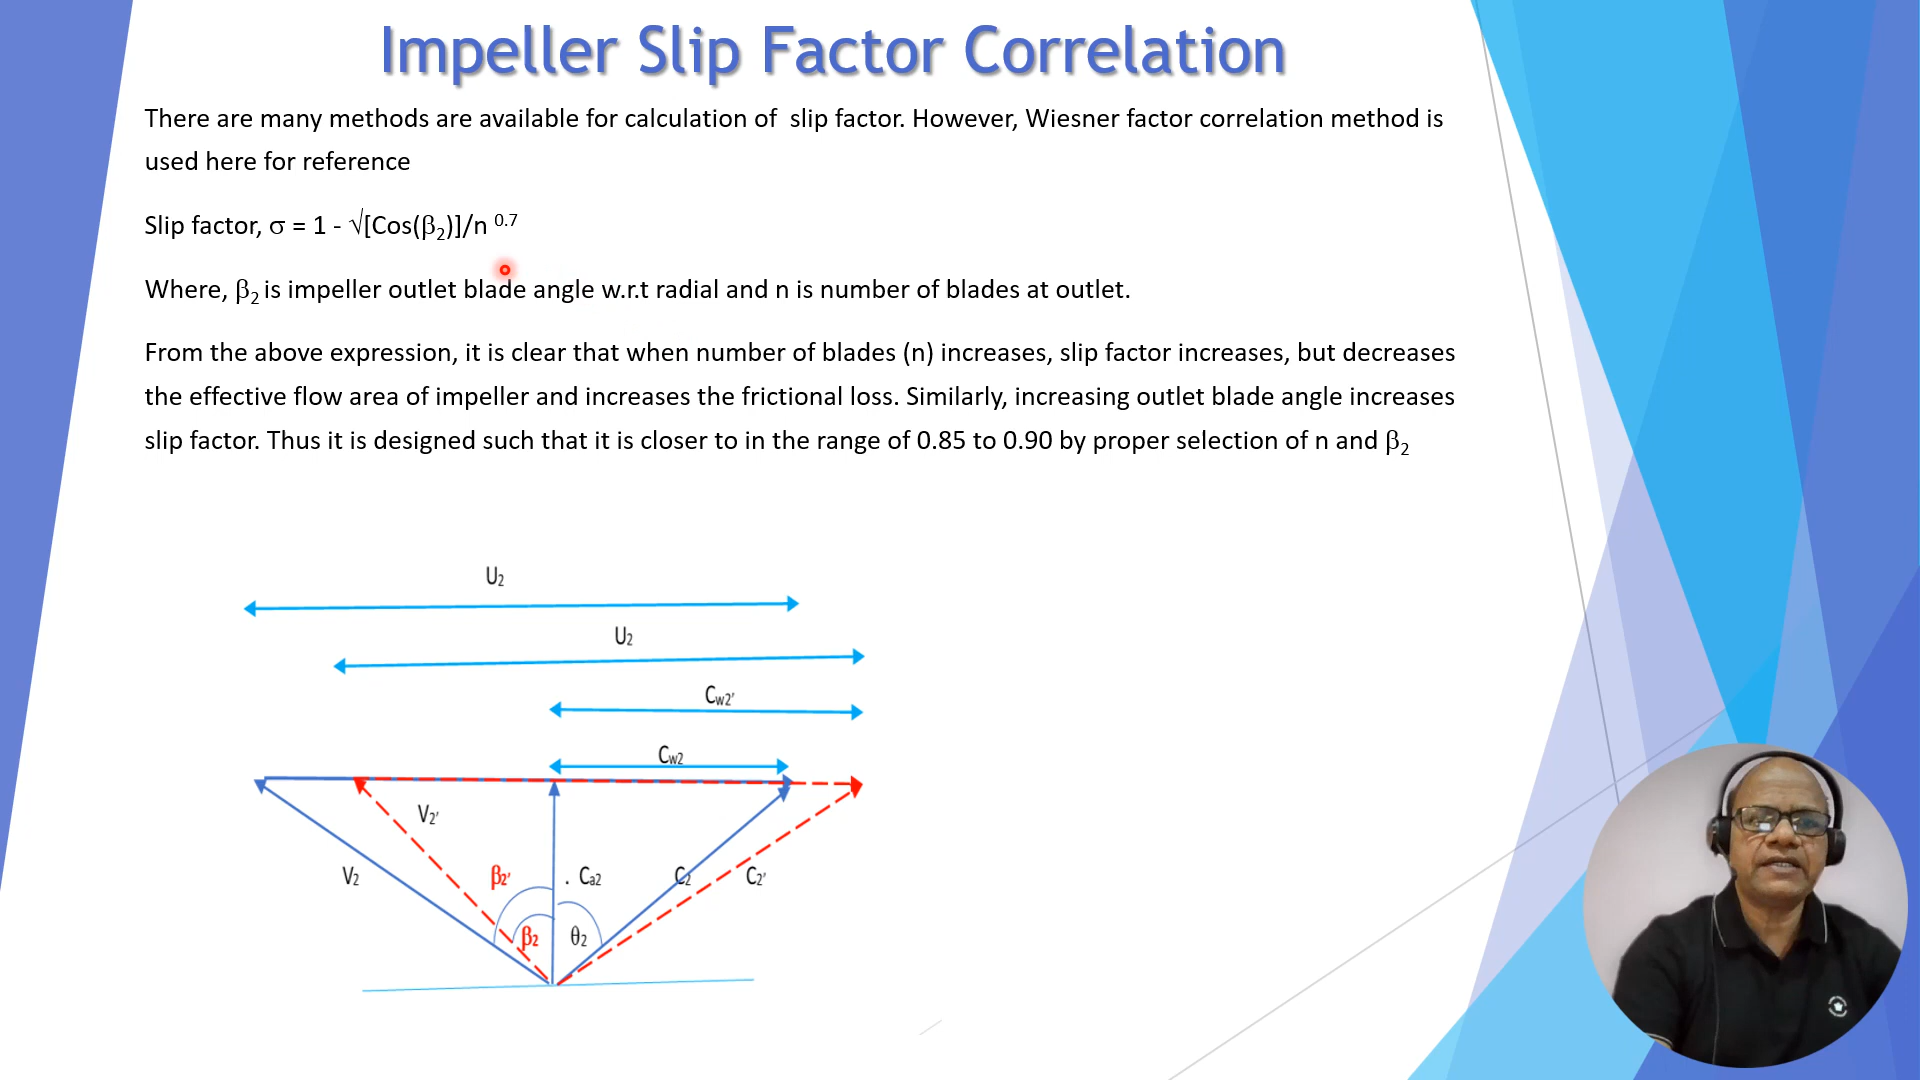 Impeller Slip Factor Correlation
There are many methods are available for calculation of  slip factor. However, Wiesner factor correlation method is
used here for reference
Slip factor, σ = 1 - √[Cos(β₂)]/n ⁰·⁷
Where, β₂ is impeller outlet blade angle w.r.t radial and n is number of blades at outlet.
From the above expression, it is clear that when number of blades (n) increases, slip factor increases, but decreases
the effective flow area of impeller and increases the frictional loss. Similarly, increasing outlet blade angle increases
slip factor. Thus it is designed such that it is closer to in the range of 0.85 to 0.90 by proper selection of n and β₂
U₂
U₂
Cw2'
Cw2
V₂'
V₂
β₂'
. Ca2
C₂
C₂'
β₂
θ₂